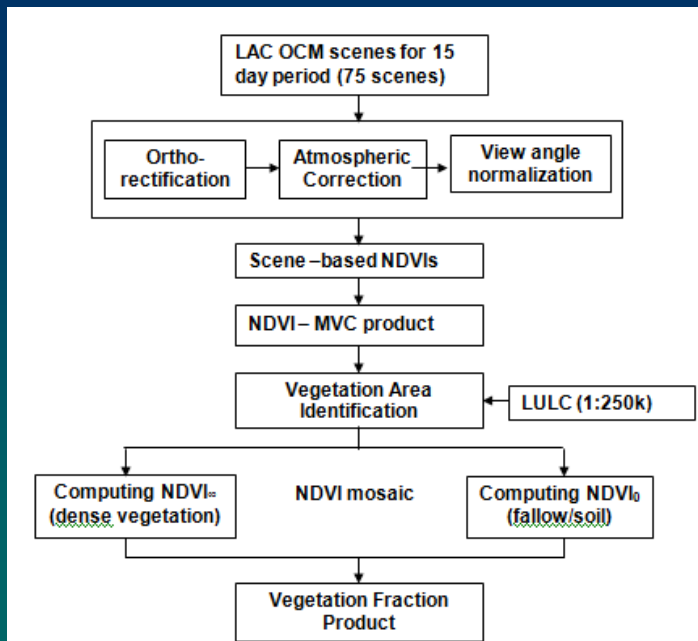 LAC OCM scenes for 15
day period (75 scenes)
Ortho-
rectification
Atmospheric
Correction
View angle
normalization
Scene –based NDVIs
NDVI – MVC product
Vegetation Area
Identification
LULC (1:250k)
Computing NDVI∞
(dense vegetation)
NDVI mosaic
Computing NDVI₀
(fallow/soil)
Vegetation Fraction
Product